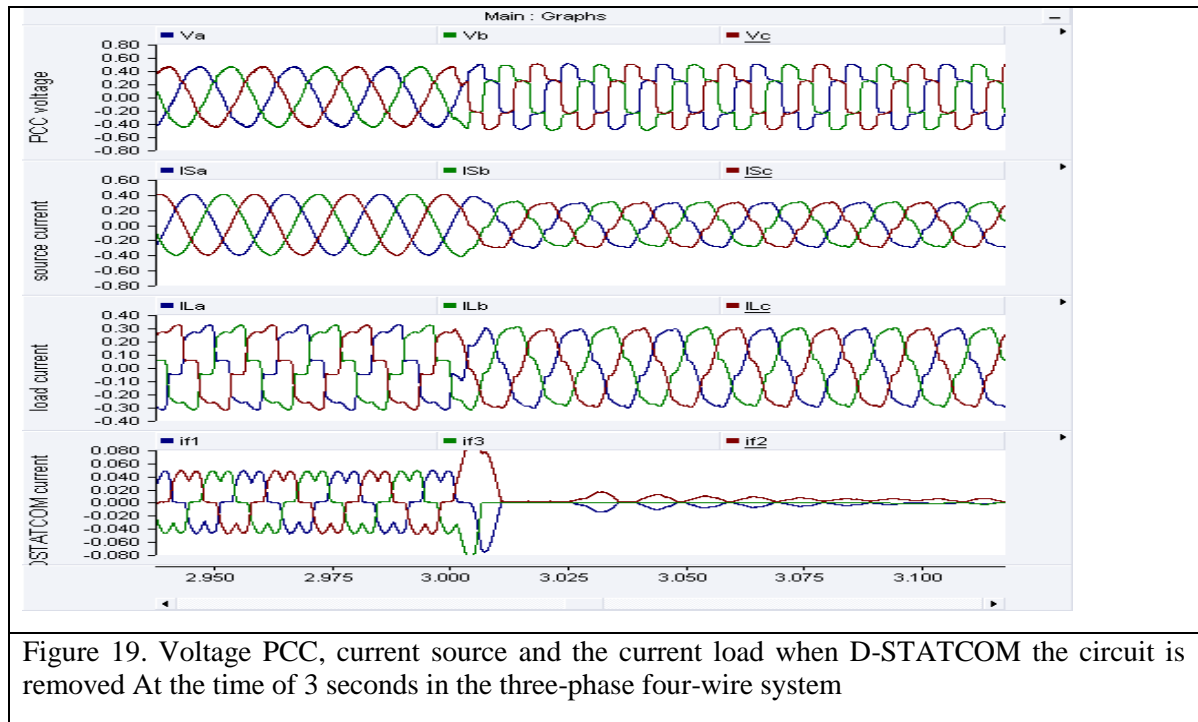 Main : Graphs
Va Vb Vc
PCC voltage
0.80
0.60
0.40
0.20
0.00
-0.20
-0.40
-0.60
-0.80
ISa ISb ISc
source current
0.60
0.40
0.20
0.00
-0.20
-0.40
-0.60
-0.80
ILa ILb ILc
load current
0.40
0.30
0.20
0.10
0.00
-0.10
-0.20
-0.30
-0.40
if1 if3 if2
DSTATCOM current
0.080
0.060
0.040
0.020
0.000
-0.020
-0.040
-0.060
-0.080
2.950 2.975 3.000 3.025 3.050 3.075 3.100
Figure 19. Voltage PCC, current source and the current load when D-STATCOM the circuit is
removed At the time of 3 seconds in the three-phase four-wire system